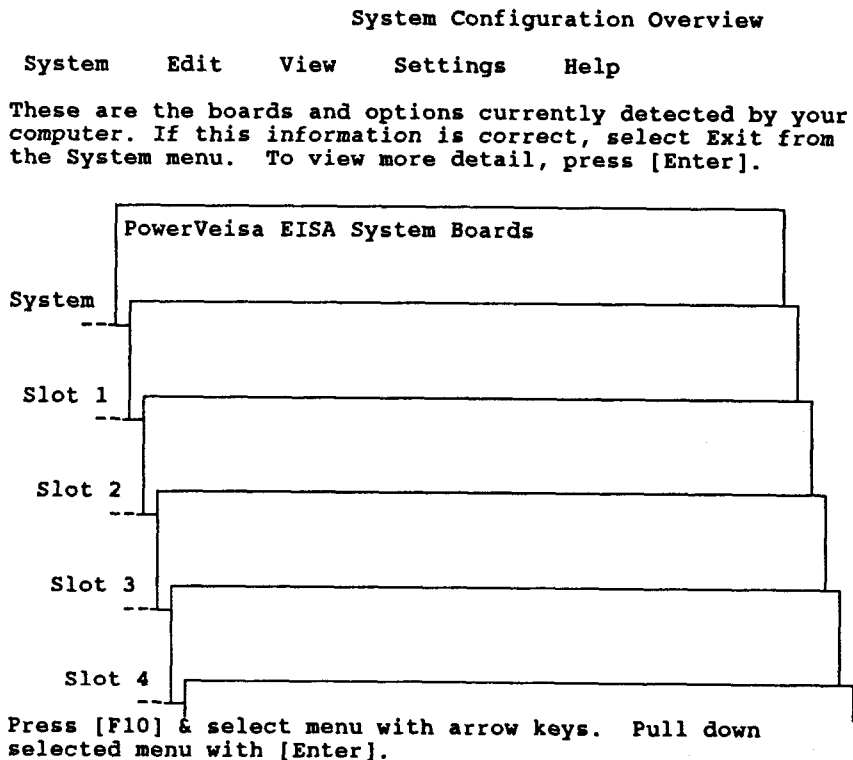 System Configuration Overview
System Edit View Settings Help
These are the boards and options currently detected by your
computer. If this information is correct, select Exit from
the System menu. To view more detail, press [Enter].
PowerVeisa EISA System Boards
System
Slot 1
Slot 2
Slot 3
Slot 4
Press [F10] & select menu with arrow keys. Pull down
selected menu with [Enter].